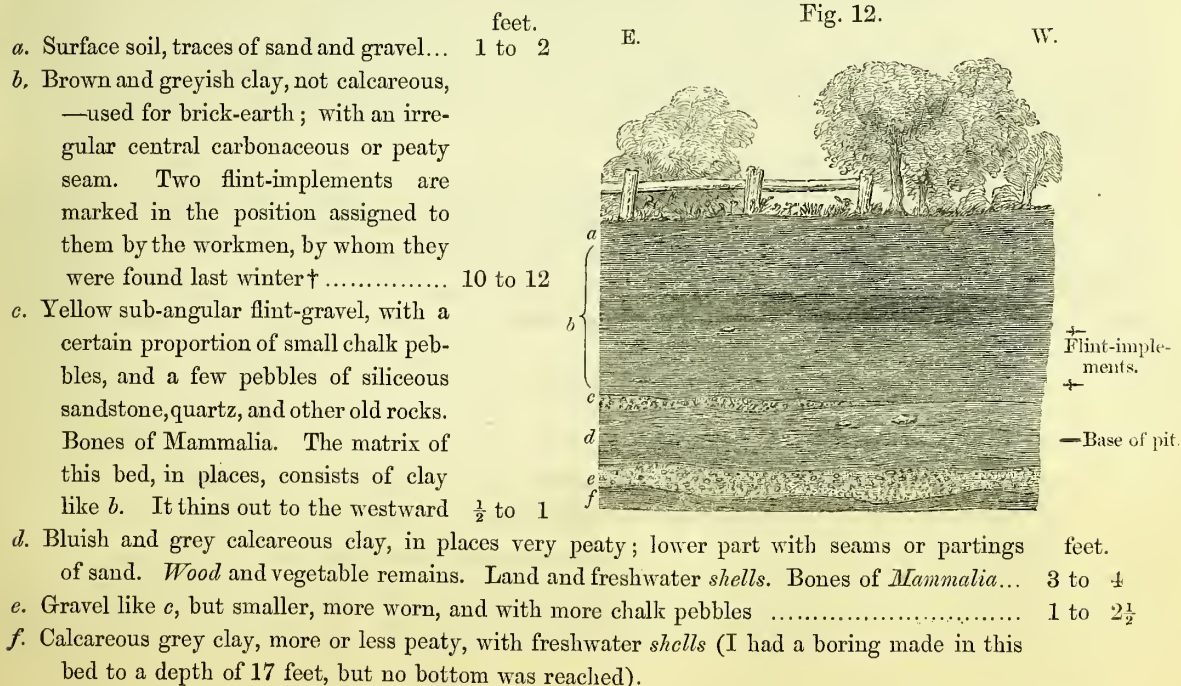 feet.
a. Surface soil, traces of sand and gravel... 1 to 2
b. Brown and greyish clay, not calcareous,
—used for brick-earth; with an irre-
gular central carbonaceous or peaty
seam. Two flint-implements are
marked in the position assigned to
them by the workmen, by whom they
were found last winter† ............... 10 to 12
c. Yellow sub-angular flint-gravel, with a
certain proportion of small chalk peb-
bles, and a few pebbles of siliceous
sandstone, quartz, and other old rocks.
Bones of Mammalia. The matrix of
this bed, in places, consists of clay
like b. It thins out to the westward ½ to 1
Fig. 12.
E. W.
a
b
c
d
e
f
Flint-imple-
ments.
Base of pit.
d. Bluish and grey calcareous clay, in places very peaty; lower part with seams or partings feet.
of sand. Wood and vegetable remains. Land and freshwater shells. Bones of Mammalia... 3 to 4
e. Gravel like c, but smaller, more worn, and with more chalk pebbles .............................. 1 to 2½
f. Calcareous grey clay, more or less peaty, with freshwater shells (I had a boring made in this
bed to a depth of 17 feet, but no bottom was reached).